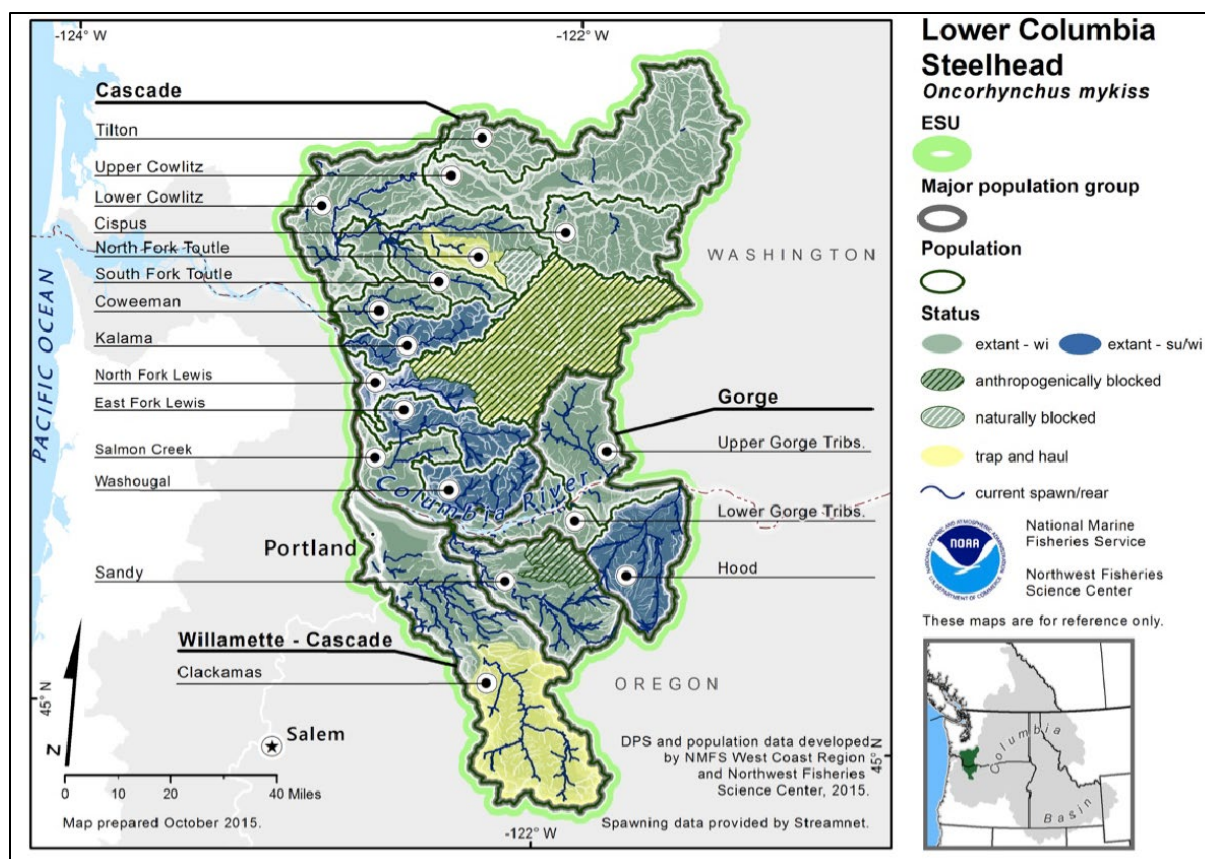 -124° W
-122° W
Cascade
Tilton
Upper Cowlitz
Lower Cowlitz
Cispus
North Fork Toutle
South Fork Toutle
Coweeman
Kalama
North Fork Lewis
East Fork Lewis
Salmon Creek
Washougal
Portland
Sandy
Willamette - Cascade
Clackamas
Salem
PACIFIC OCEAN
WASHINGTON
Gorge
Upper Gorge Tribs.
Columbia River
Lower Gorge Tribs.
Hood
OREGON
45° N
45° N
N
0 10 20 40 Miles
Map prepared October 2015.
DPS and population data developed
by NMFS West Coast Region
and Northwest Fisheries
Science Center, 2015.
Spawning data provided by Streamnet.
-122° W
Lower Columbia
Steelhead
Oncorhynchus mykiss
ESU
Major population group
Population
Status
extant - wi
extant - su/wi
anthropogenically blocked
naturally blocked
trap and haul
current spawn/rear
NOAA
National Marine
Fisheries Service
Northwest Fisheries
Science Center
These maps are for reference only.
Columbia
Basin